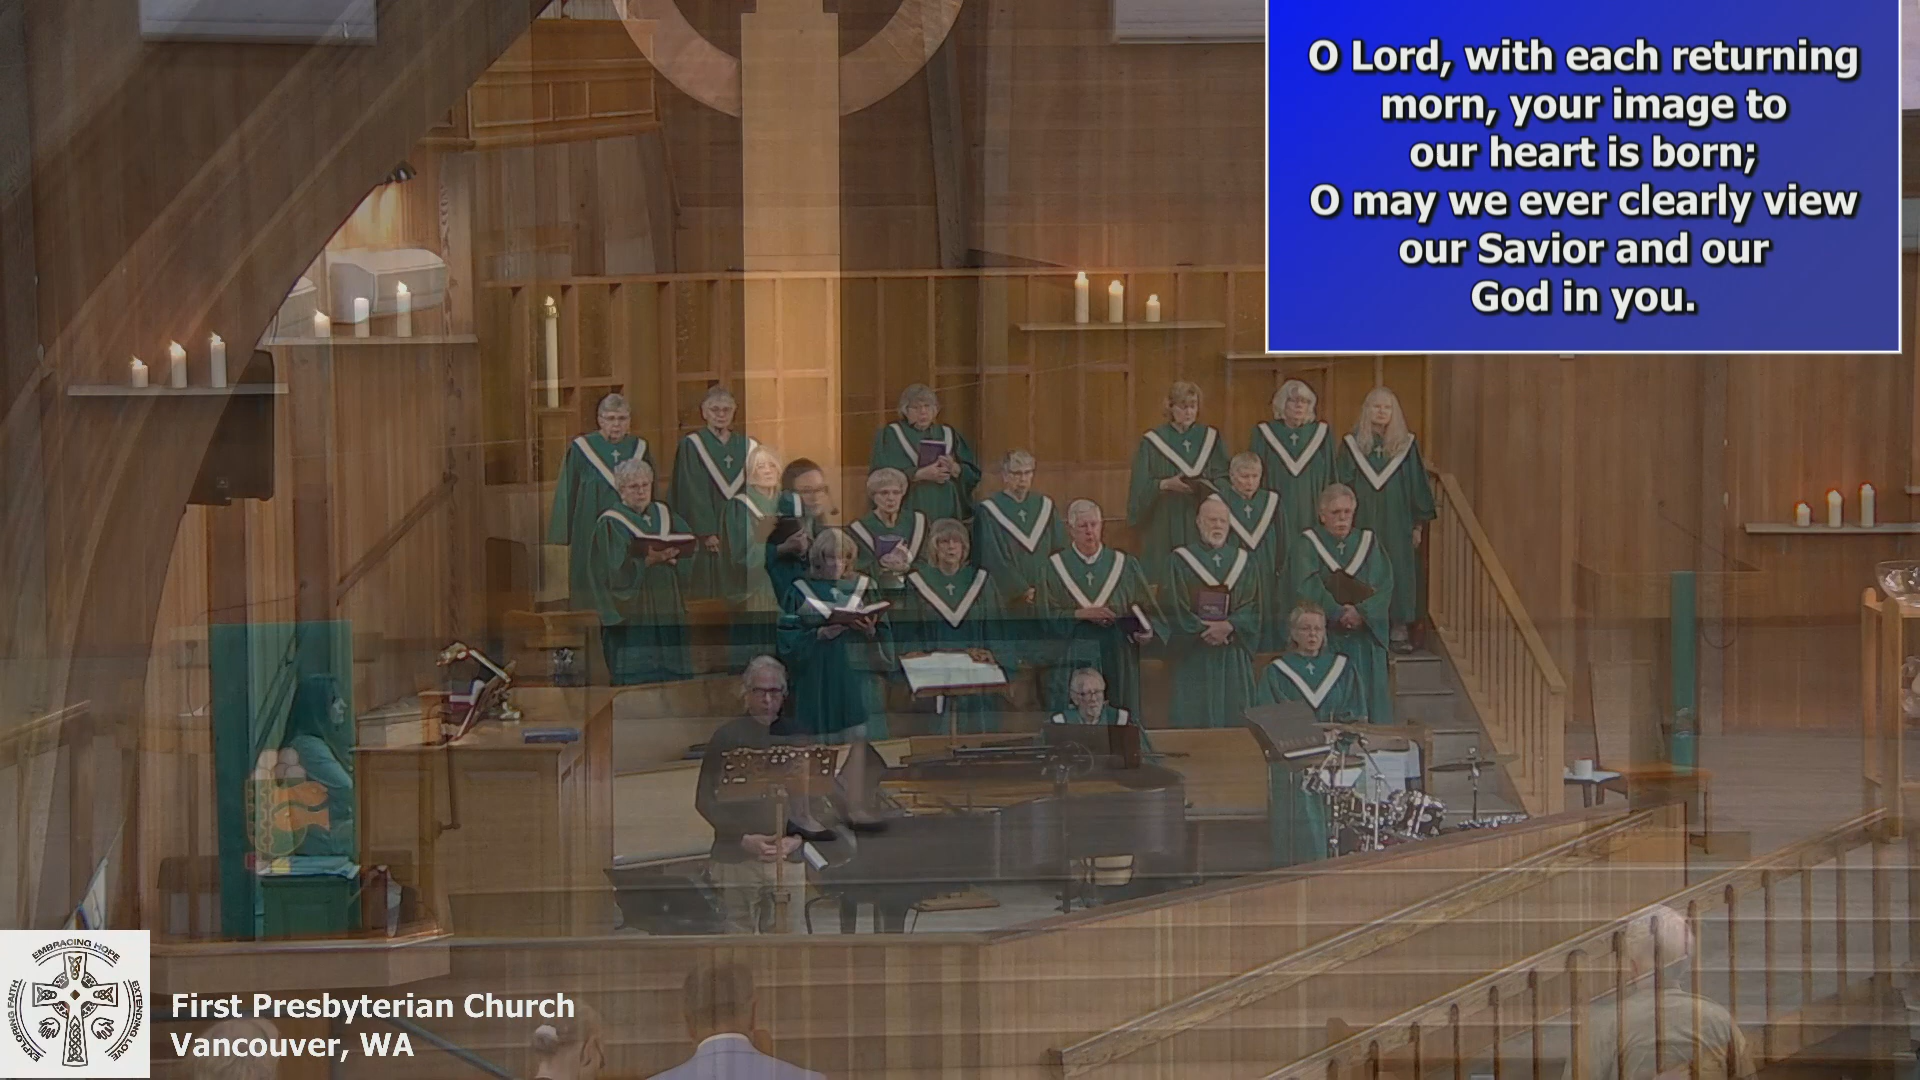 O Lord, with each returning
morn, your image to
our heart is born;
O may we ever clearly view
our Savior and our
God in you.
EMBRACING HOPE
EXPLORING FAITH
EXTENDING LOVE
First Presbyterian Church
Vancouver, WA